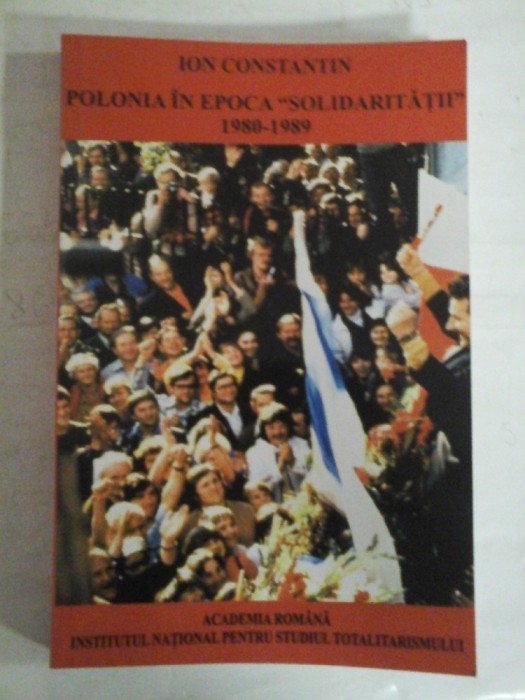 ION CONSTANTIN
POLONIA ÎN EPOCA "SOLIDARITĂȚII"
1980-1989
ACADEMIA ROMÂNĂ
INSTITUTUL NAȚIONAL PENTRU STUDIUL TOTALITARISMULUI